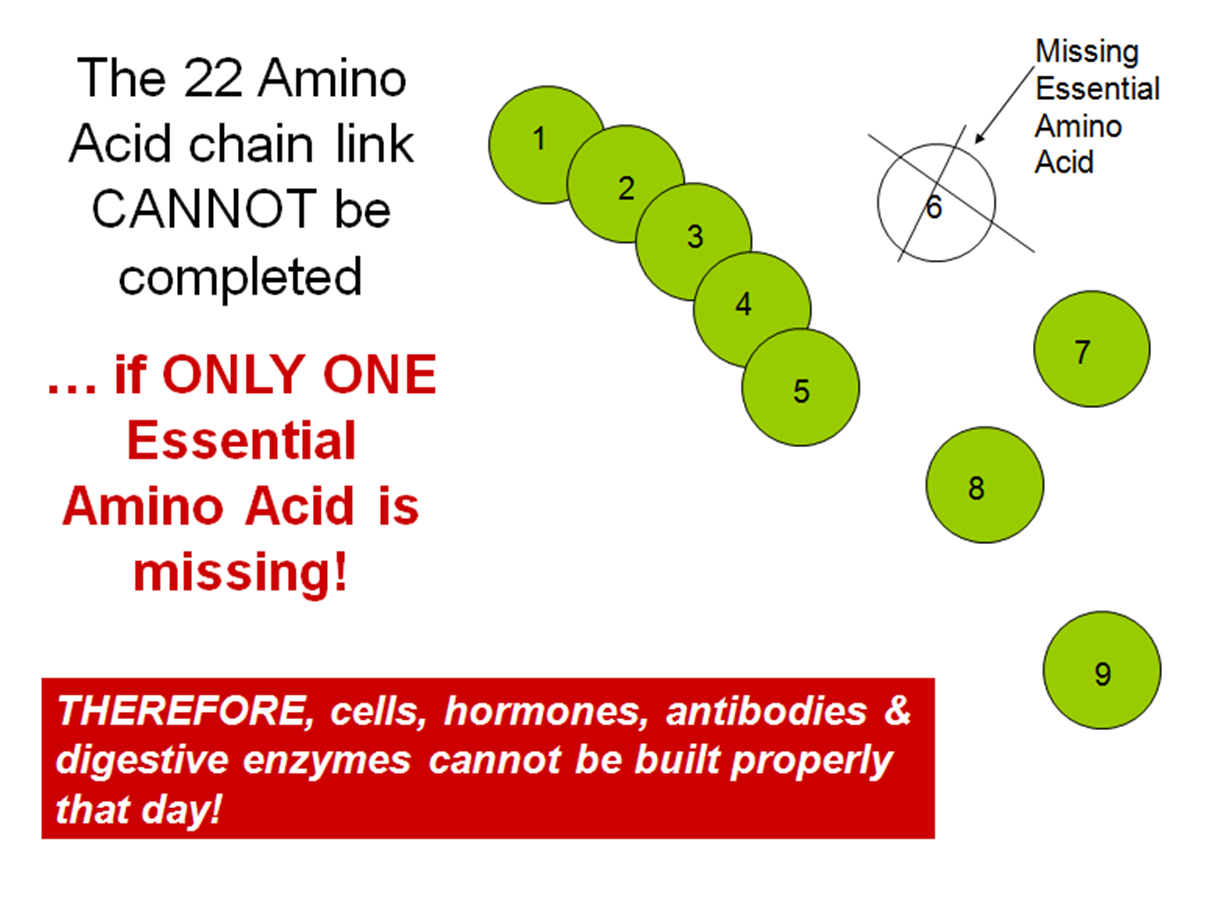 The 22 Amino
Acid chain link
CANNOT be
completed
... if ONLY ONE
Essential
Amino Acid is
missing!
1
2
3
4
5
Missing
Essential
Amino
Acid
6
7
8
9
THEREFORE, cells, hormones, antibodies &
digestive enzymes cannot be built properly
that day!